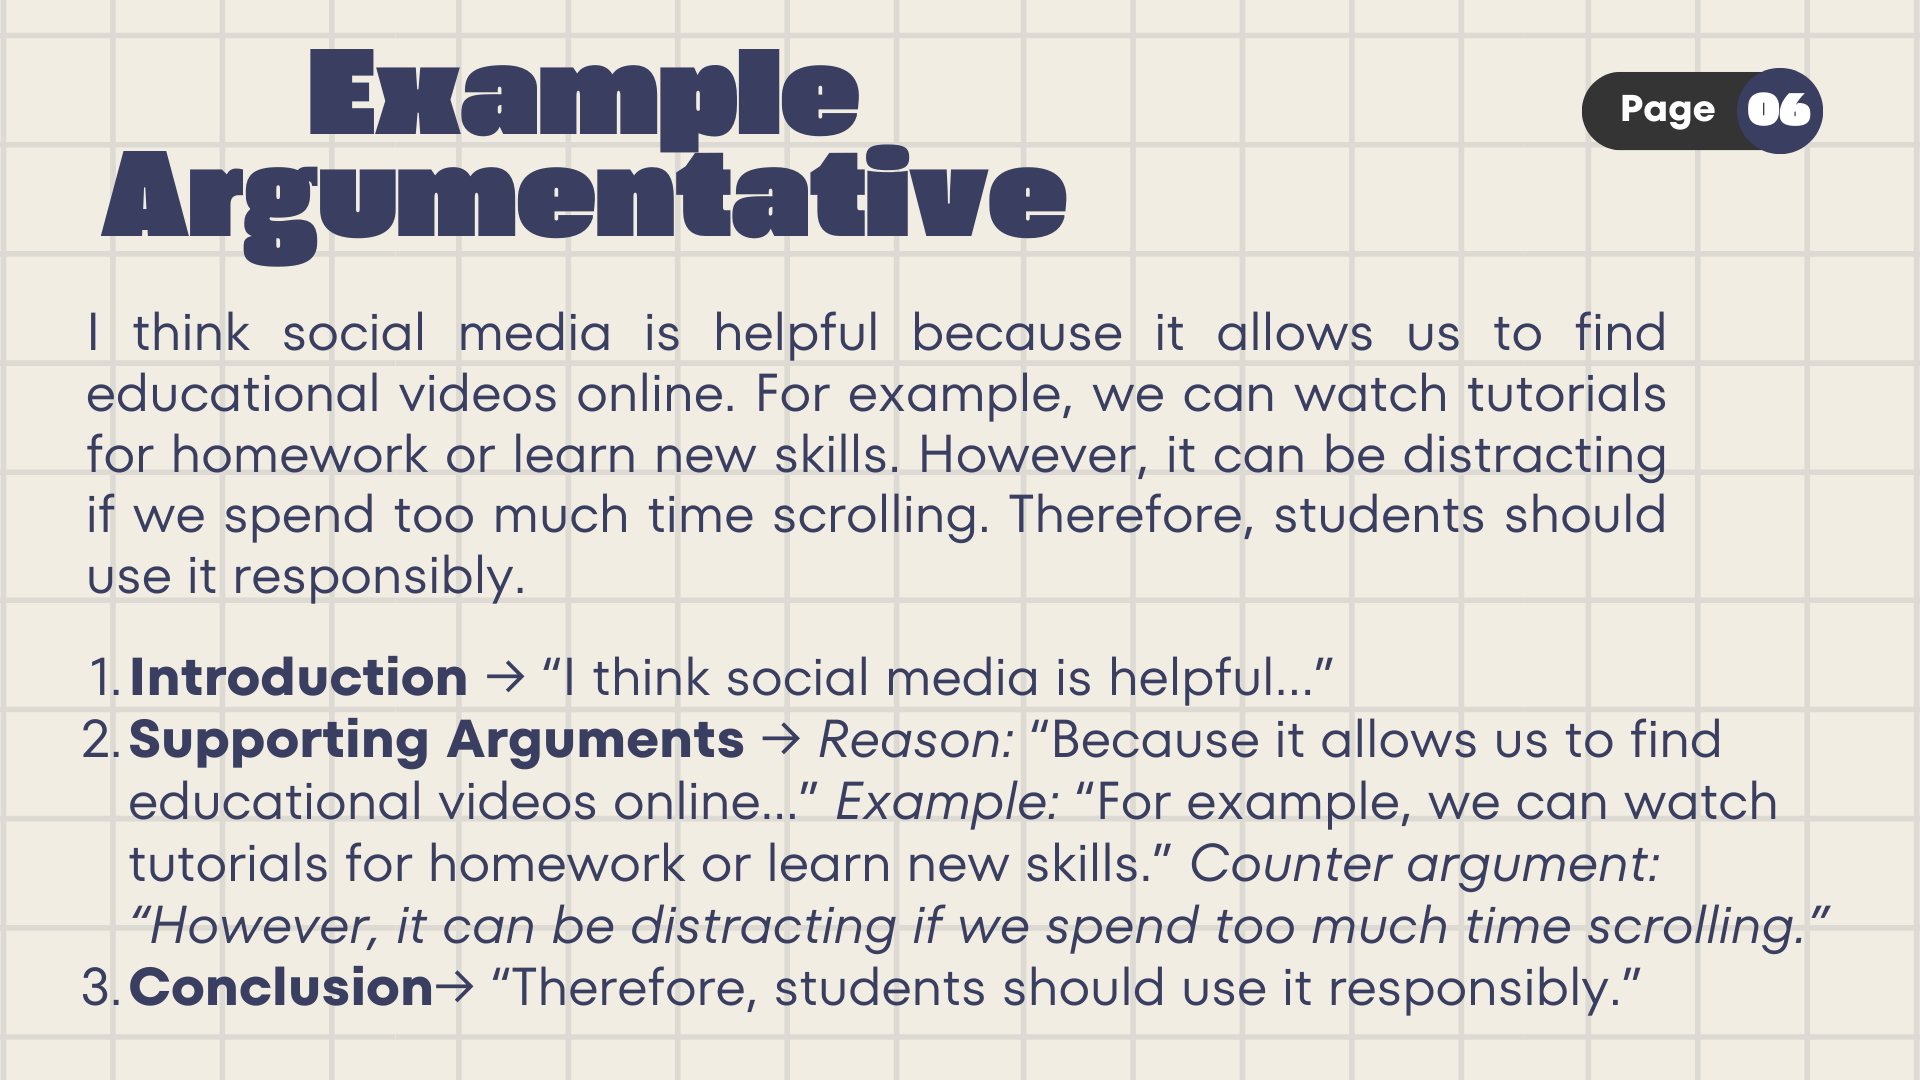 Example
Argumentative
Page 06
I think social media is helpful because it allows us to find
educational videos online. For example, we can watch tutorials
for homework or learn new skills. However, it can be distracting
if we spend too much time scrolling. Therefore, students should
use it responsibly.
1. Introduction → “I think social media is helpful...”
2. Supporting Arguments → Reason: “Because it allows us to find
educational videos online...” Example: “For example, we can watch
tutorials for homework or learn new skills.” Counter argument:
“However, it can be distracting if we spend too much time scrolling.”
3. Conclusion→ “Therefore, students should use it responsibly.”